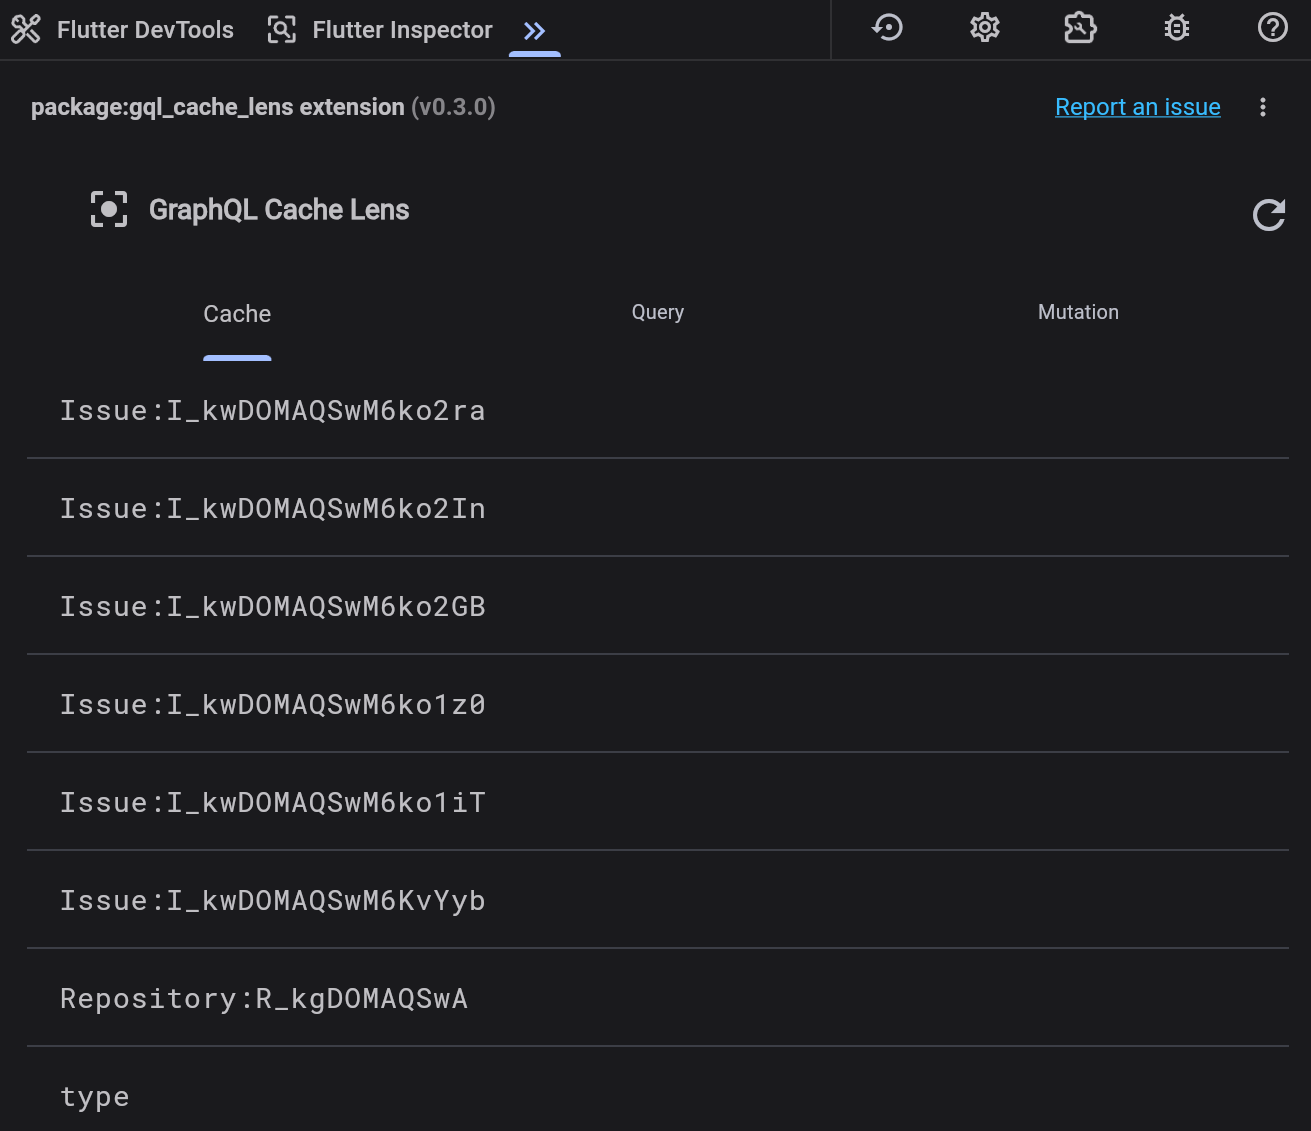 Flutter DevTools Flutter Inspector
package:gql_cache_lens extension (v0.3.0) Report an issue
GraphQL Cache Lens
Cache Query Mutation
Issue:I_kwDOMAQSwM6ko2ra
Issue:I_kwDOMAQSwM6ko2In
Issue:I_kwDOMAQSwM6ko2GB
Issue:I_kwDOMAQSwM6ko1z0
Issue:I_kwDOMAQSwM6ko1iT
Issue:I_kwDOMAQSwM6KvYyb
Repository:R_kgDOMAQSwA
type